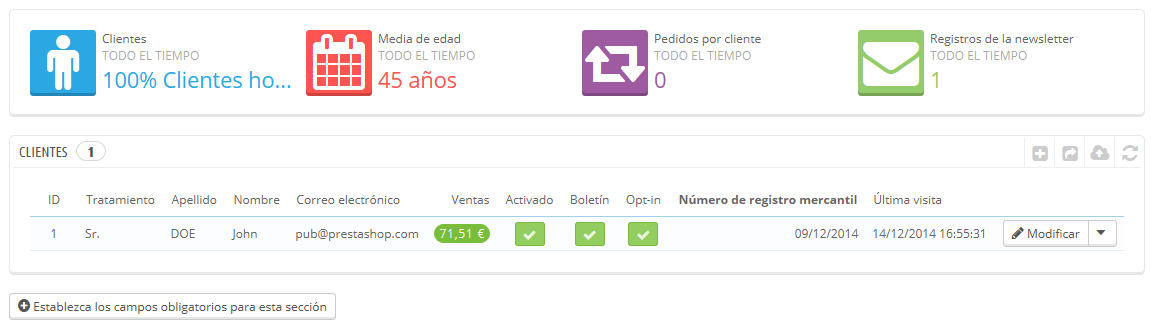 Clientes
TODO EL TIEMPO
100% Clientes ho...
Media de edad
TODO EL TIEMPO
45 años
Pedidos por cliente
TODO EL TIEMPO
0
Registros de la newsletter
TODO EL TIEMPO
1
CLIENTES 1
ID Tratamiento Apellido Nombre Correo electrónico Ventas Activado Boletín Opt-in Número de registro mercantil Última visita
1 Sr. DOE John pub@prestashop.com 71,51 € 09/12/2014 14/12/2014 16:55:31 Modificar
Establezca los campos obligatorios para esta sección